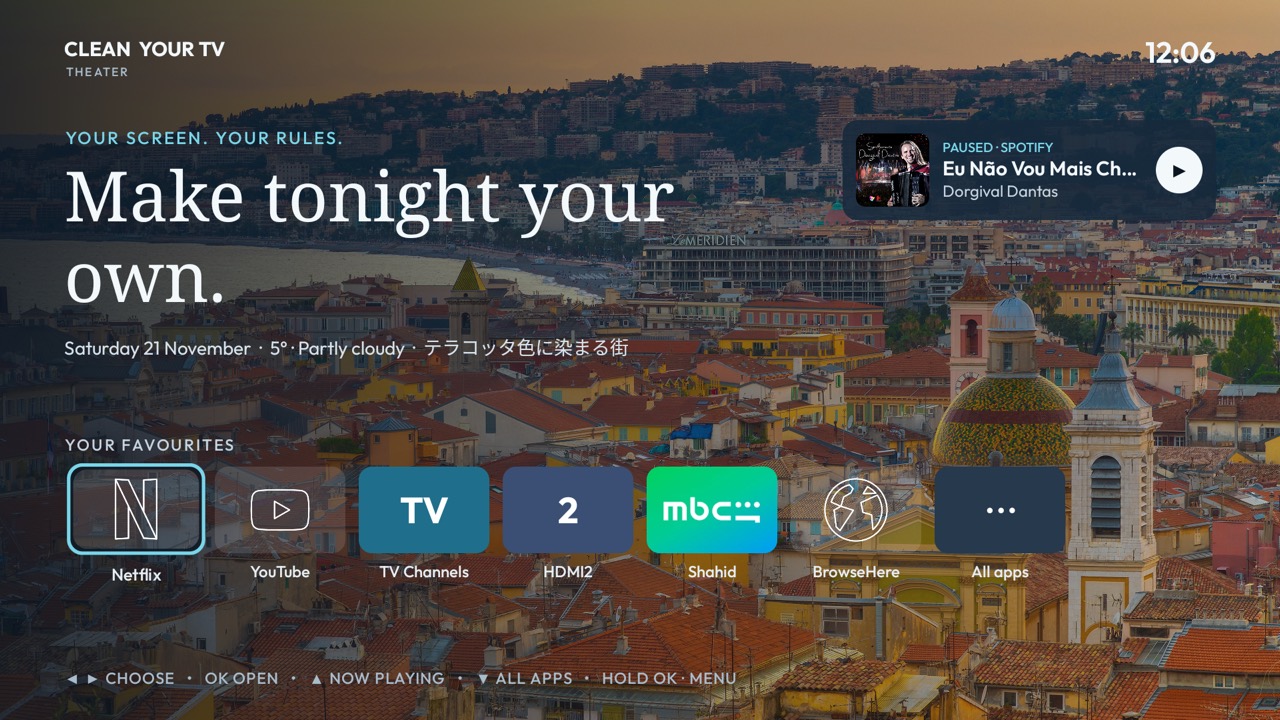 CLEAN YOUR TV
THEATER
12:06
YOUR SCREEN. YOUR RULES.
Make tonight your
own.
PAUSED · SPOTIFY
Eu Não Vou Mais Ch...
Dorgival Dantas
MERIDIEN
Saturday 21 November · 5° · Partly cloudy · テラコッタ色に染まる街
YOUR FAVOURITES
N
TV
2
mbc
...
Netflix
YouTube
TV Channels
HDMI2
Shahid
BrowseHere
All apps
◄ ► CHOOSE • OK OPEN • ▲ NOW PLAYING • ▼ ALL APPS • HOLD OK · MENU